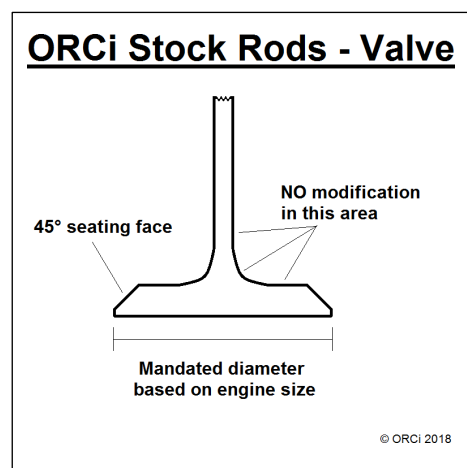 ORCi Stock Rods - Valve
NO modification
in this area
45° seating face
Mandated diameter
based on engine size
© ORCi 2018